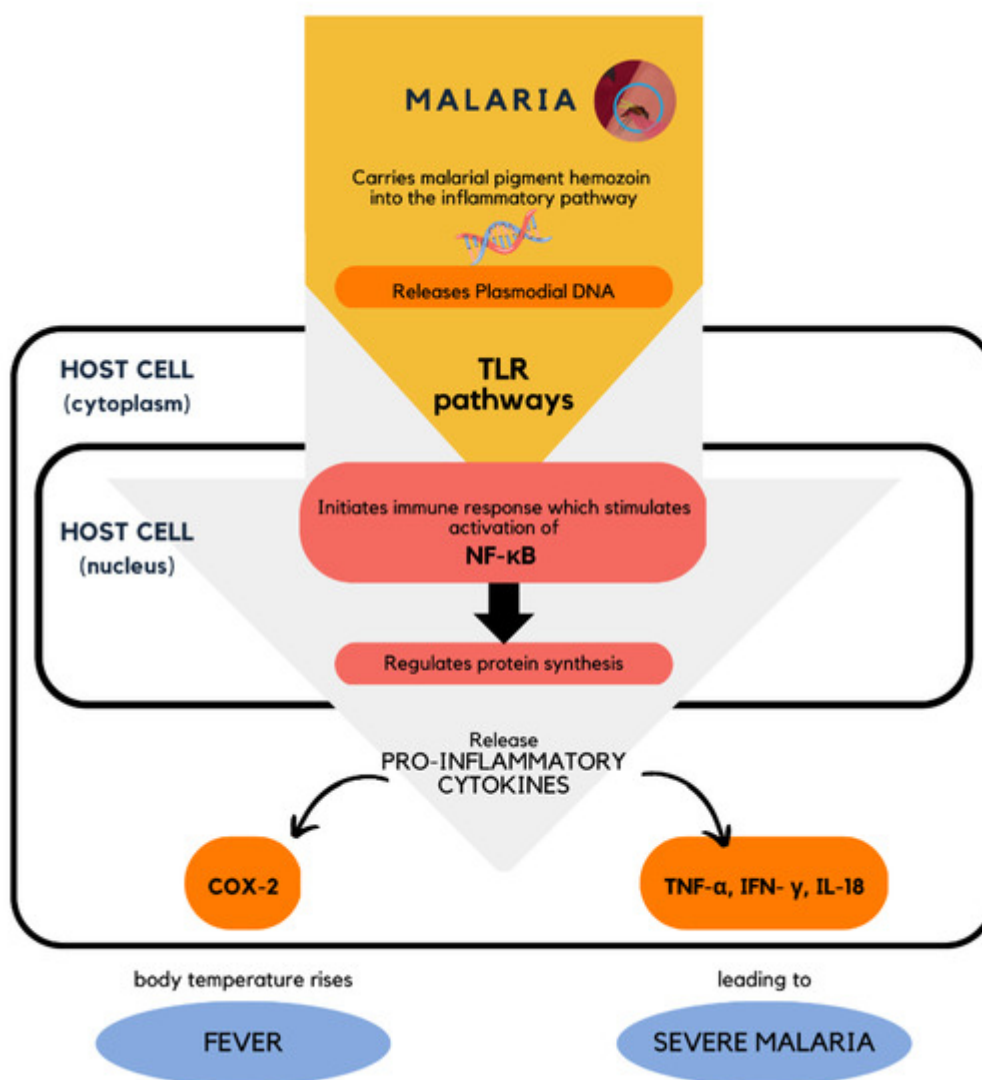 MALARIA
Carries malarial pigment hemozoin
into the inflammatory pathway
Releases Plasmodial DNA
HOST CELL
(cytoplasm)
TLR
pathways
HOST CELL
(nucleus)
Initiates immune response which stimulates
activation of
NF-κB
Regulates protein synthesis
Release
PRO-INFLAMMATORY
CYTOKINES
COX-2
TNF-α, IFN- γ, IL-18
body temperature rises
leading to
FEVER
SEVERE MALARIA